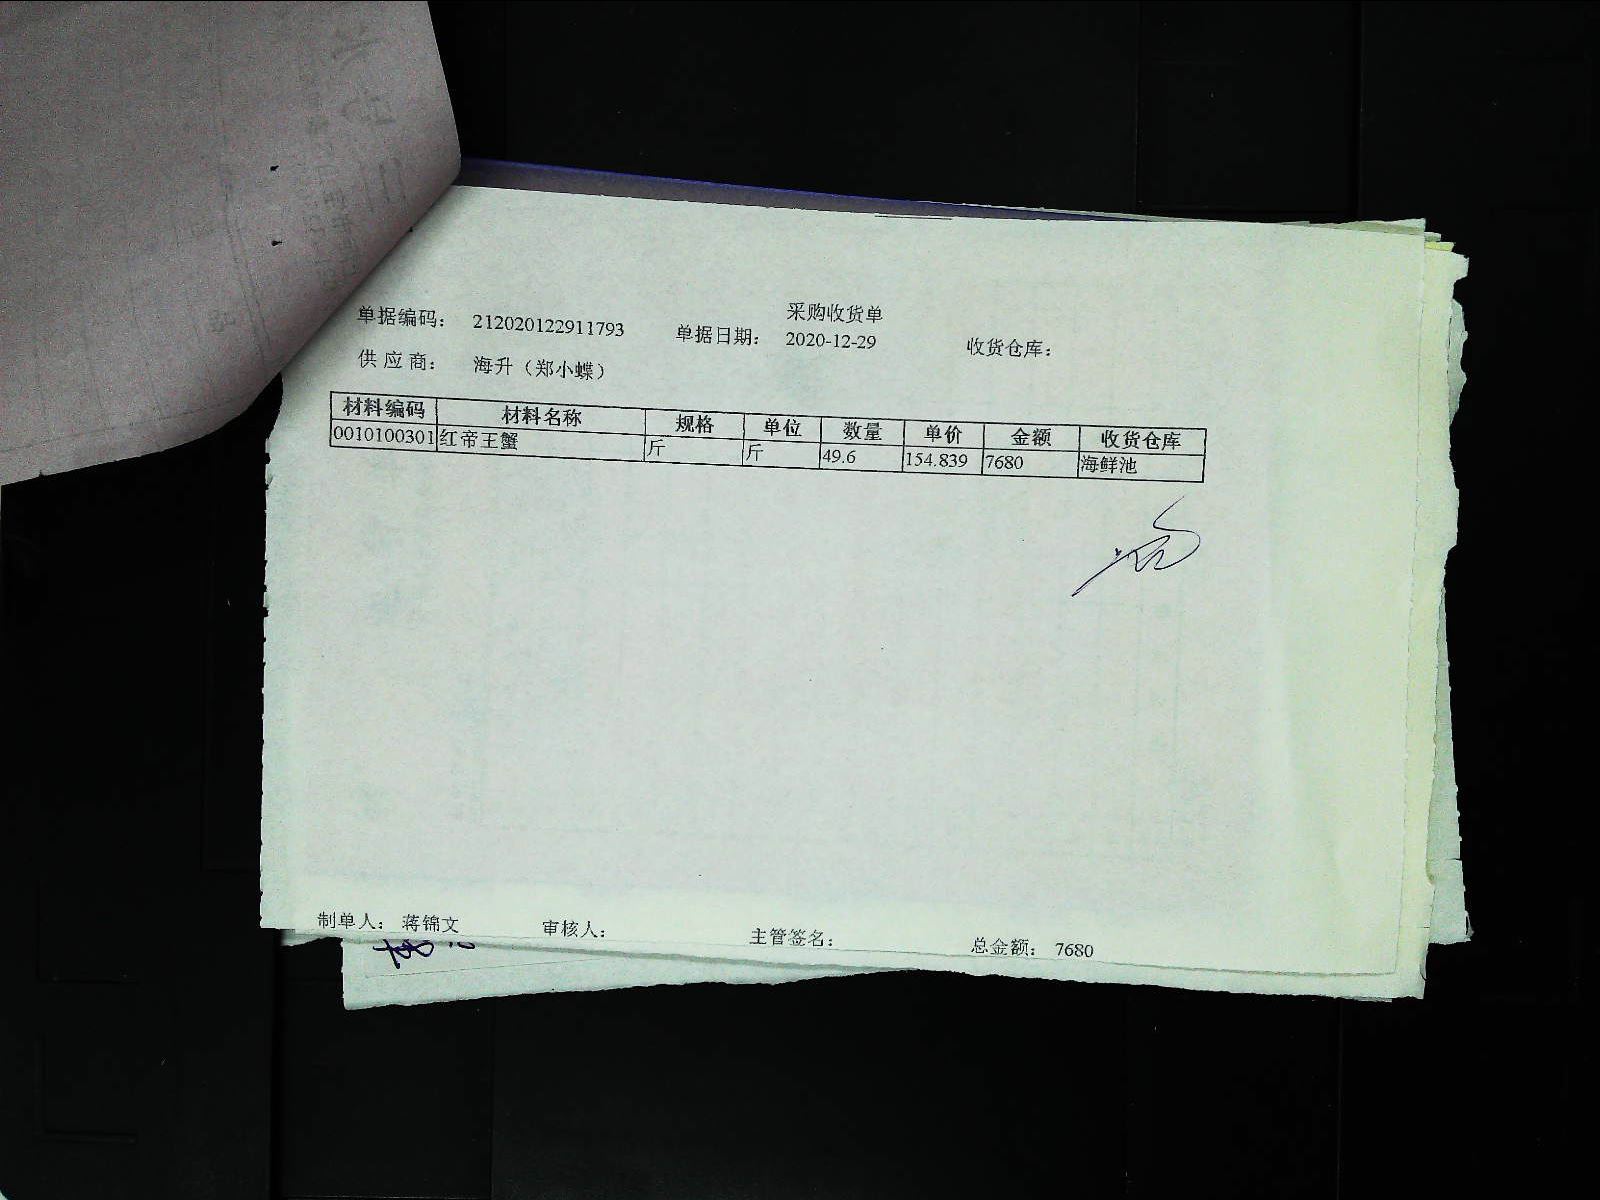 采购收货单
单据编码： 212020122911793 单据日期： 2020-12-29 收货仓库：
供 应 商： 海升（郑小蝶）
材料编码 材料名称 规格 单位 数量 单价 金额 收货仓库
0010100301 红帝王蟹 斤 斤 49.6 154.839 7680 海鲜池
制单人： 蒋锦文 审核人： 主管签名： 总金额： 7680